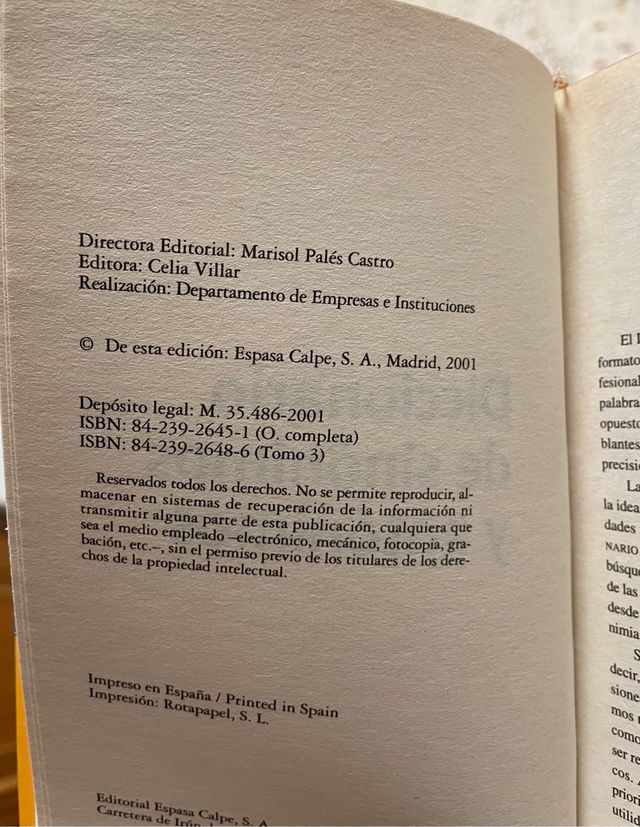 Directora Editorial: Marisol Palés Castro
Editora: Celia Villar
Realización: Departamento de Empresas e Instituciones
© De esta edición: Espasa Calpe, S. A., Madrid, 2001
Depósito legal: M. 35.486-2001
ISBN: 84-239-2645-1 (O. completa)
ISBN: 84-239-2648-6 (Tomo 3)
Reservados todos los derechos. No se permite reproducir, al-
macenar en sistemas de recuperación de la información ni
transmitir alguna parte de esta publicación, cualquiera que
sea el medio empleado —electrónico, mecánico, fotocopia, gra-
bación, etc.—, sin el permiso previo de los titulares de los dere-
chos de la propiedad intelectual.
Impreso en España / Printed in Spain
Impresión: Rotapapel, S. L.
Editorial Espasa Calpe, S. A
Carretera de Irún,
El
formato
fesional
palabra
opuesto
blantes
precisi
La
la idea
dades
NARIO
búsqu
de las
desde
nimia
S
decir,
sione
mos
como
ser re
cos.
priori
utilid